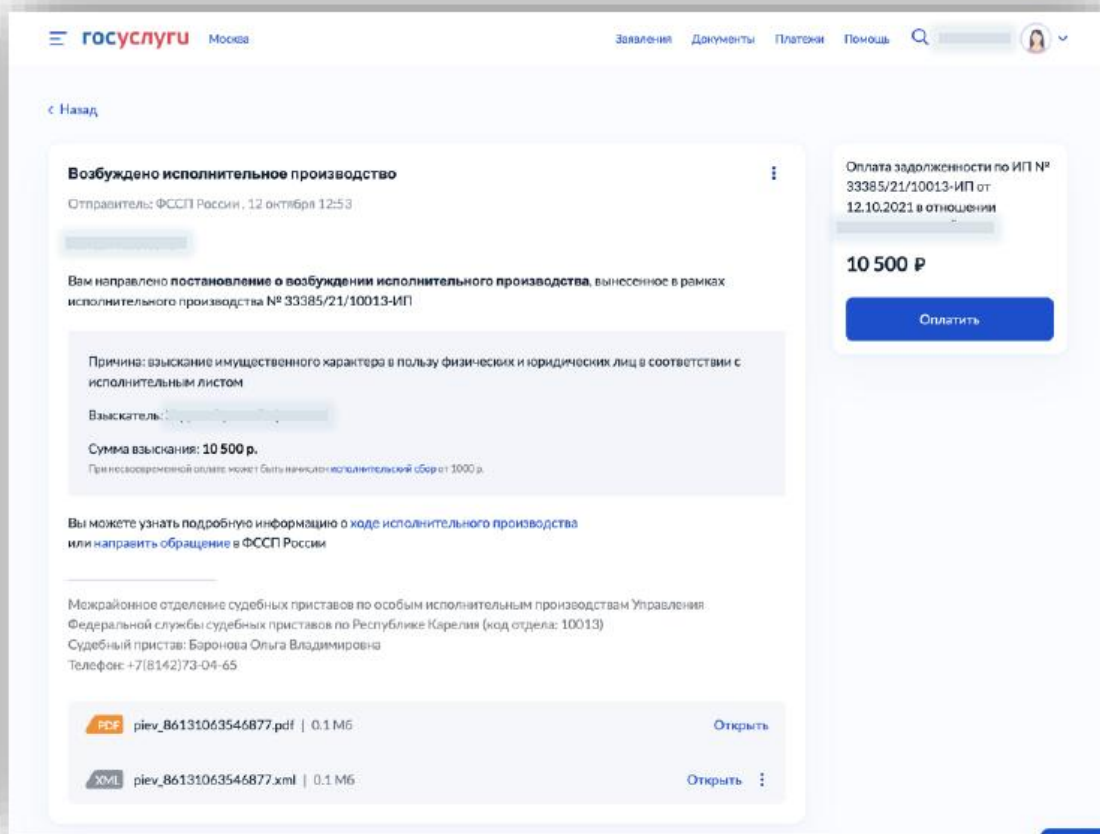 госуслуги Москва Заявления Документы Платежи Помощь
Назад
Возбуждено исполнительное производство
Отправитель: ФССП России, 12 октября 12:53
Вам направлено постановление о возбуждении исполнительного производства, вынесенное в рамках
исполнительного производства № 33385/21/10013-ИП
Причина: взыскание имущественного характера в пользу физических и юридических лиц в соответствии с
исполнительным листом
Взыскатель:
Сумма взыскания: 10 500 р.
При несвоевременной оплате может быть начислен исполнительский сбор от 1000 р.
Вы можете узнать подробную информацию о ходе исполнительного производства
или направить обращение в ФССП России
Межрайонное отделение судебных приставов по особым исполнительным производствам Управления
Федеральной службы судебных приставов по Республике Карелия (код отдела: 10013)
Судебный пристав: Баронова Ольга Владимировна
Телефон: +7(8142)73-04-65
PDF piev_86131063546877.pdf | 0.1 Мб Открыть
XML piev_86131063546877.xml | 0.1 Мб Открыть
Оплата задолженности по ИП №
33385/21/10013-ИП от
12.10.2021 в отношении
10 500 ₽
Оплатить